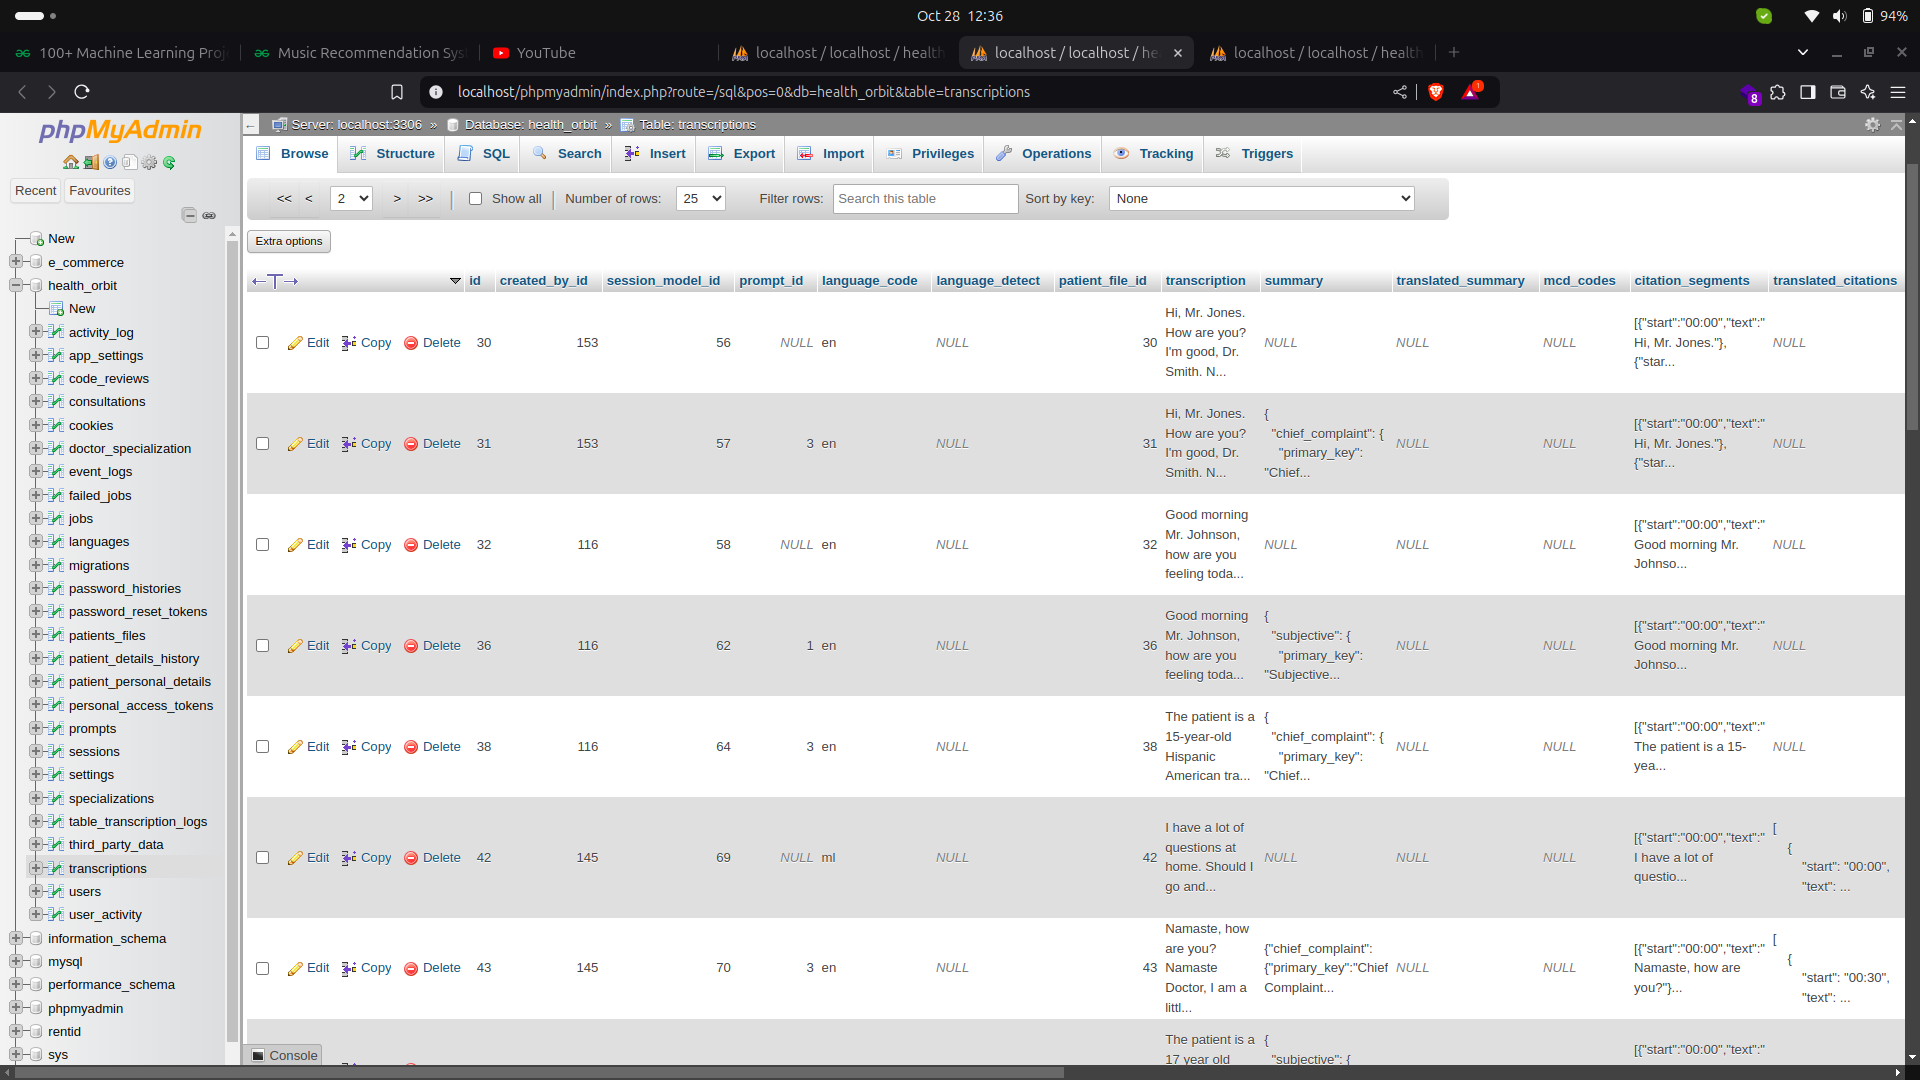 Oct 28 12:36
94%
100+ Machine Learning Proj
Music Recommendation Sys
YouTube
localhost / localhost / health
localhost / localhost / he
localhost / localhost / health
localhost/phpmyadmin/index.php?route=/sql&pos=0&db=health_orbit&table=transcriptions
1
8
phpMyAdmin
Recent Favourites
New
e_commerce
health_orbit
New
activity_log
app_settings
code_reviews
consultations
cookies
doctor_specialization
event_logs
failed_jobs
jobs
languages
migrations
password_histories
password_reset_tokens
patients_files
patient_details_history
patient_personal_details
personal_access_tokens
prompts
sessions
settings
specializations
table_transcription_logs
third_party_data
transcriptions
users
user_activity
information_schema
mysql
performance_schema
phpmyadmin
rentid
sys
Server: localhost:3306 » Database: health_orbit » Table: transcriptions
Browse Structure SQL Search Insert Export Import Privileges Operations Tracking Triggers
<< < 2 > >> Show all Number of rows: 25 Filter rows: Search this table Sort by key: None
Extra options
id created_by_id session_model_id prompt_id language_code language_detect patient_file_id transcription summary translated_summary mcd_codes citation_segments translated_citations
Edit Copy Delete 30 153 56 NULL en NULL 30
Hi, Mr. Jones.
How are you?
I'm good, Dr.
Smith. N...
NULL NULL NULL
[{"start":"00:00","text":"
Hi, Mr. Jones."},
{"star...
NULL
Edit Copy Delete 31 153 57 3 en NULL 31
Hi, Mr. Jones.
How are you?
I'm good, Dr.
Smith. N...
{
"chief_complaint": {
"primary_key":
"Chief...
NULL NULL
[{"start":"00:00","text":"
Hi, Mr. Jones."},
{"star...
NULL
Edit Copy Delete 32 116 58 NULL en NULL 32
Good morning
Mr. Johnson,
how are you
feeling toda...
NULL NULL NULL
[{"start":"00:00","text":"
Good morning Mr.
Johnso...
NULL
Edit Copy Delete 36 116 62 1 en NULL 36
Good morning
Mr. Johnson,
how are you
feeling toda...
{
"subjective": {
"primary_key":
"Subjective...
NULL NULL
[{"start":"00:00","text":"
Good morning Mr.
Johnso...
NULL
Edit Copy Delete 38 116 64 3 en NULL 38
The patient is a
15-year-old
Hispanic
American tra...
{
"chief_complaint": {
"primary_key":
"Chief...
NULL NULL
[{"start":"00:00","text":"
The patient is a 15-
yea...
NULL
Edit Copy Delete 42 145 69 NULL ml NULL 42
I have a lot of
questions at
home. Should I
go and...
NULL NULL NULL
[{"start":"00:00","text":"
I have a lot of
questio...
[
{
"start": "00:00",
"text": ...
Edit Copy Delete 43 145 70 3 en NULL 43
Namaste, how
are you?
Namaste
Doctor, I am a
littl...
{"chief_complaint":
{"primary_key":"Chief
Complaint...
NULL NULL
[{"start":"00:00","text":"
Namaste, how are
you?"}...
[
{
"start": "00:30",
"text": ...
The patient is a
17 year old
{
"subjective": {
[{"start":"00:00","text":"
Console